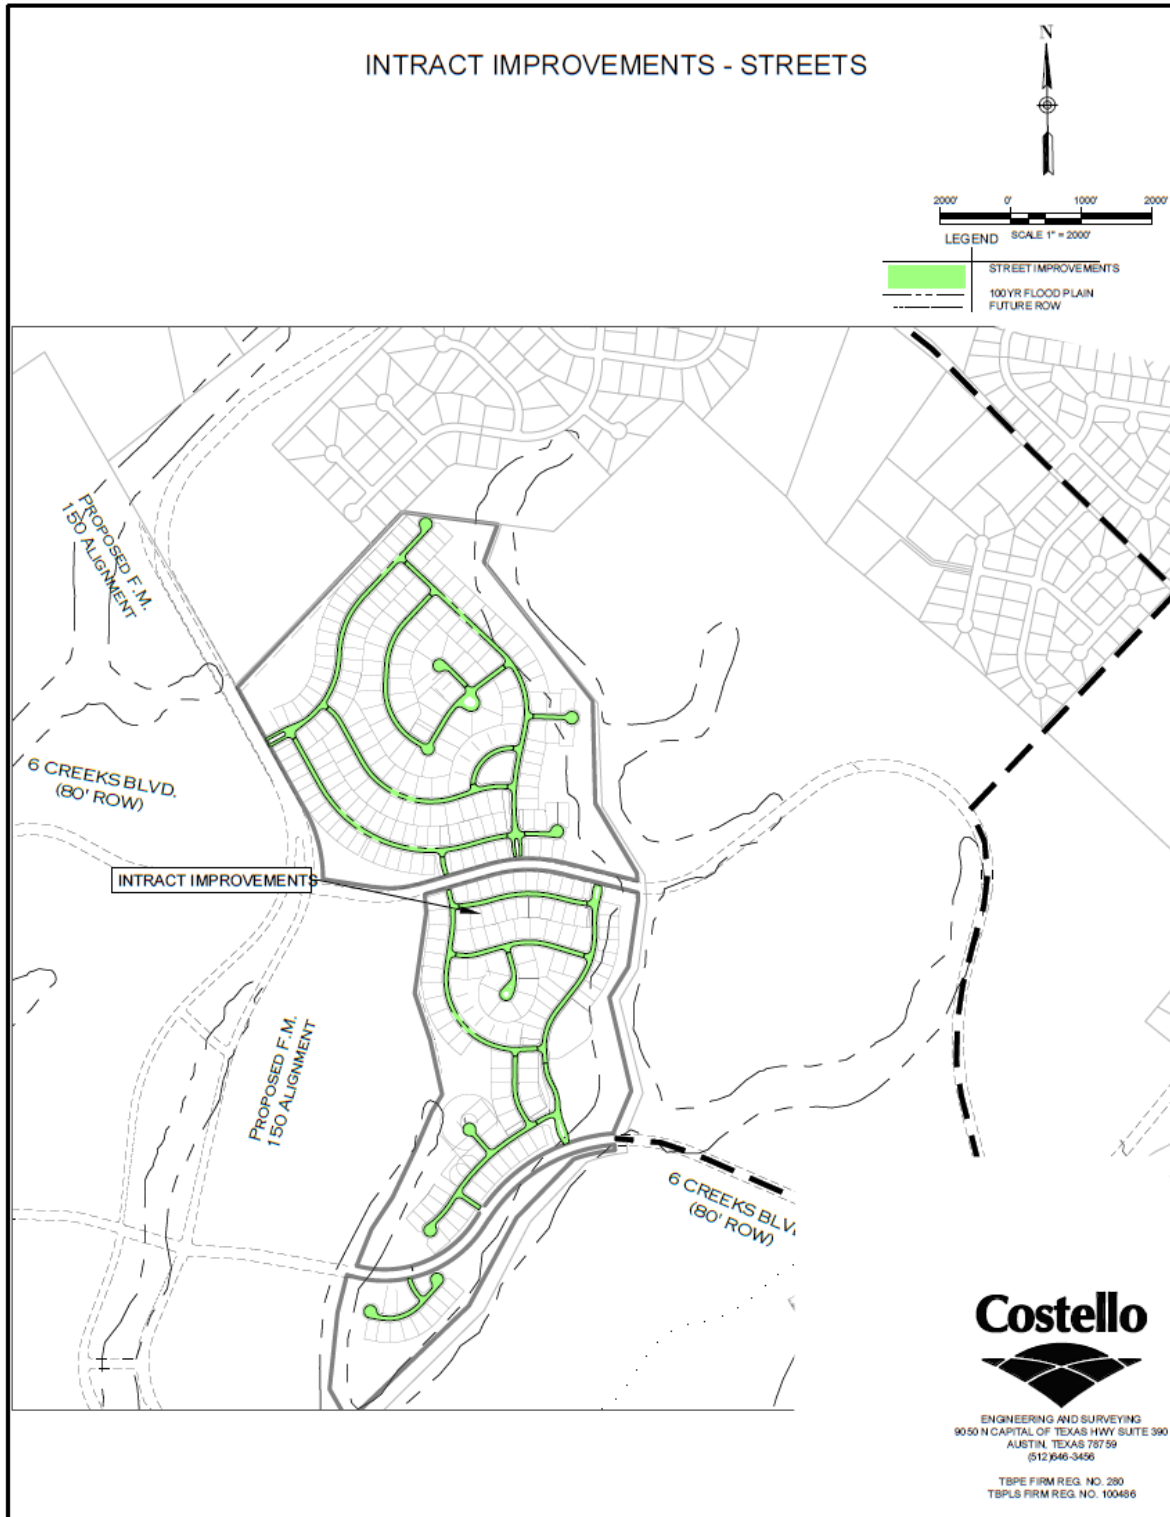 INTRACT IMPROVEMENTS - STREETS
N
2000' 0' 1000' 2000'
SCALE 1" = 2000'
LEGEND
STREET IMPROVEMENTS
100 YR FLOOD PLAIN
FUTURE ROW
PROPOSED F.M.
150 ALIGNMENT
6 CREEKS BLVD.
(80' ROW)
INTRACT IMPROVEMENTS
PROPOSED F.M.
150 ALIGNMENT
6 CREEKS BLV
(80' ROW)
Costello
ENGINEERING AND SURVEYING
9050 N CAPITAL OF TEXAS HWY SUITE 390
AUSTIN, TEXAS 78759
(512)646-3456
TBPE FIRM REG. NO. 280
TBPLS FIRM REG. NO. 100486